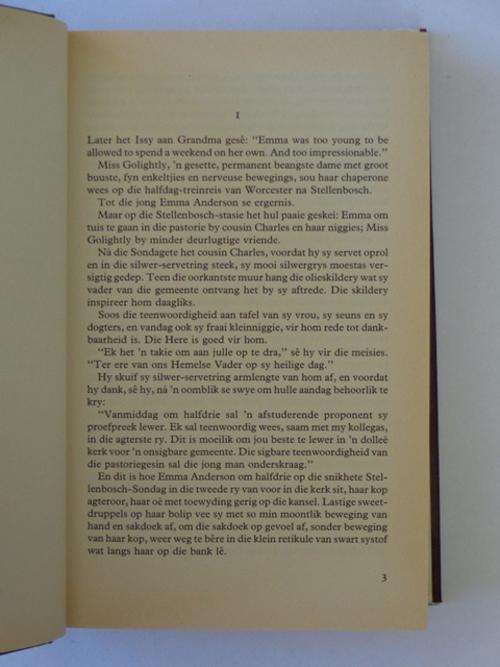 I
Later het Issy aan Grandma gesê: “Emma was too young to be
allowed to spend a weekend on her own. And too impressionable.”
Miss Golightly, 'n gesette, permanent beangste dame met groot
buuste, fyn enkeltjies en nerveuse bewegings, sou haar chaperone
wees op die halfdag-treinreis van Worcester na Stellenbosch.
Tot die jong Emma Anderson se ergernis.
Maar op die Stellenbosch-stasie het hul paaie geskei: Emma om
tuis te gaan in die pastorie by cousin Charles en haar niggies; Miss
Golightly by minder deurlugtige vriende.
Ná die Sondagete het cousin Charles, voordat hy sy servet oprol
en in die silwer-servetring steek, sy mooi silwergrys moestas ver-
sigtig gedep. Teen die oorkantste muur hang die olieskildery wat sy
vader van die gemeente ontvang het by sy aftrede. Die skildery
inspireer hom daagliks.
Soos die teenwoordigheid aan tafel van sy vrou, sy seuns en sy
dogters, en vandag ook sy fraai kleinniggie, vir hom rede tot dank-
baarheid is. Die Here is goed vir hom.
“Ek het 'n takie om aan julle op te dra,” sê hy vir die meisies.
“Ter ere van ons Hemelse Vader op sy heilige dag.”
Hy skuif sy silwer-servetring armlengte van hom af, en voordat
hy dank, sê hy, ná 'n oomblik se swye om hulle aandag behoorlik te
kry:
“Vanmiddag om halfdrie sal 'n afstuderende proponent sy
proefpreek lewer. Ek sal teenwoordig wees, saam met my kollegas,
in die agterste ry. Dit is moeilik om jou beste te lewer in 'n dolleë
kerk voor 'n onsigbare gemeente. Die sigbare teenwoordigheid van
die pastoriegesin sal die jong man onderskraag.”
En dit is hoe Emma Anderson om halfdrie op die snikhete Stel-
lenbosch-Sondag in die tweede ry van voor in die kerk sit, haar kop
agteroor, haar oë met toewyding gerig op die kansel. Lastige sweet-
druppels op haar bolip vee sy met so min moontlik beweging van
hand en sakdoek af, om die sakdoek op gevoel af, sonder beweging
van haar kop, weer weg te bêre in die klein retikule van swart systof
wat langs haar op die bank lê.
3